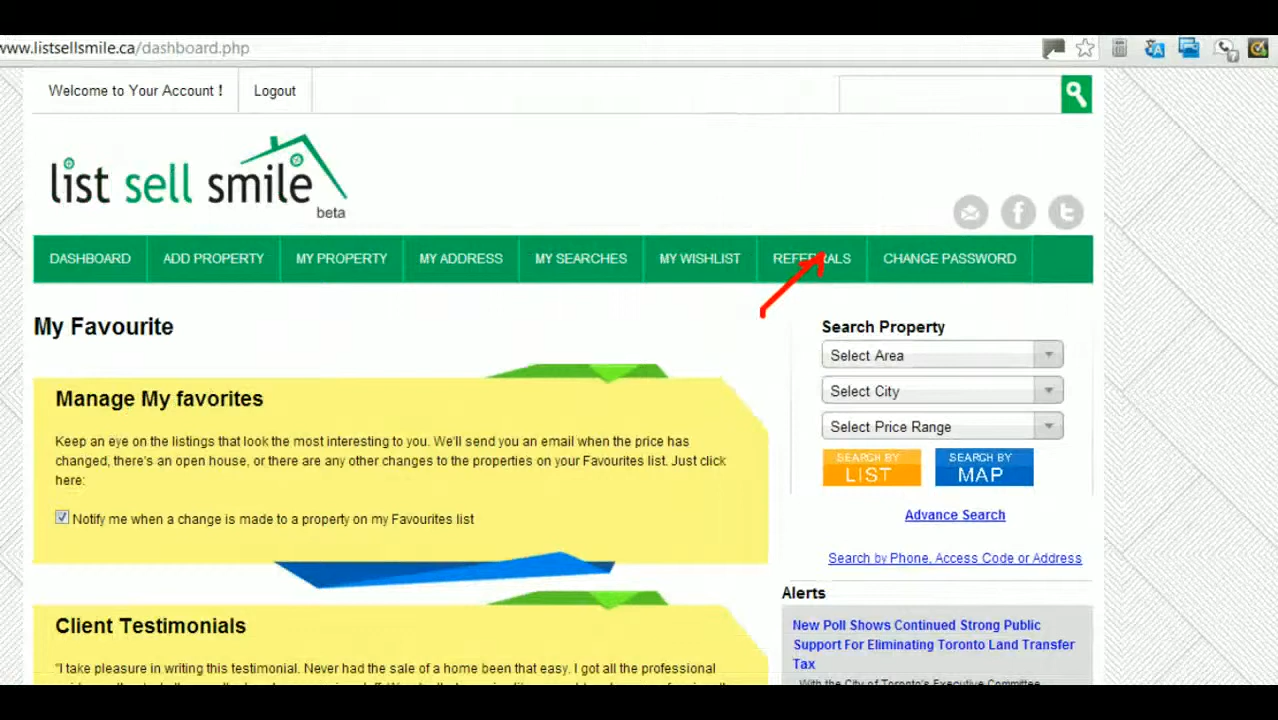 www.listsellsmile.ca/dashboard.php
Welcome to Your Account !
Logout
list sell smile
beta
DASHBOARD
ADD PROPERTY
MY PROPERTY
MY ADDRESS
MY SEARCHES
MY WISHLIST
REFERRALS
CHANGE PASSWORD
My Favourite
Manage My favorites
Keep an eye on the listings that look the most interesting to you. We'll send you an email when the price has
changed, there's an open house, or there are any other changes to the properties on your Favourites list. Just click
here:
Notify me when a change is made to a property on my Favourites list
Client Testimonials
"I take pleasure in writing this testimonial. Never had the sale of a home been that easy. I got all the professional
Search Property
Select Area
Select City
Select Price Range
SEARCH BY
LIST
SEARCH BY
MAP
Advance Search
Search by Phone, Access Code or Address
Alerts
New Poll Shows Continued Strong Public
Support For Eliminating Toronto Land Transfer
Tax
With the City of Toronto's Executive Committee